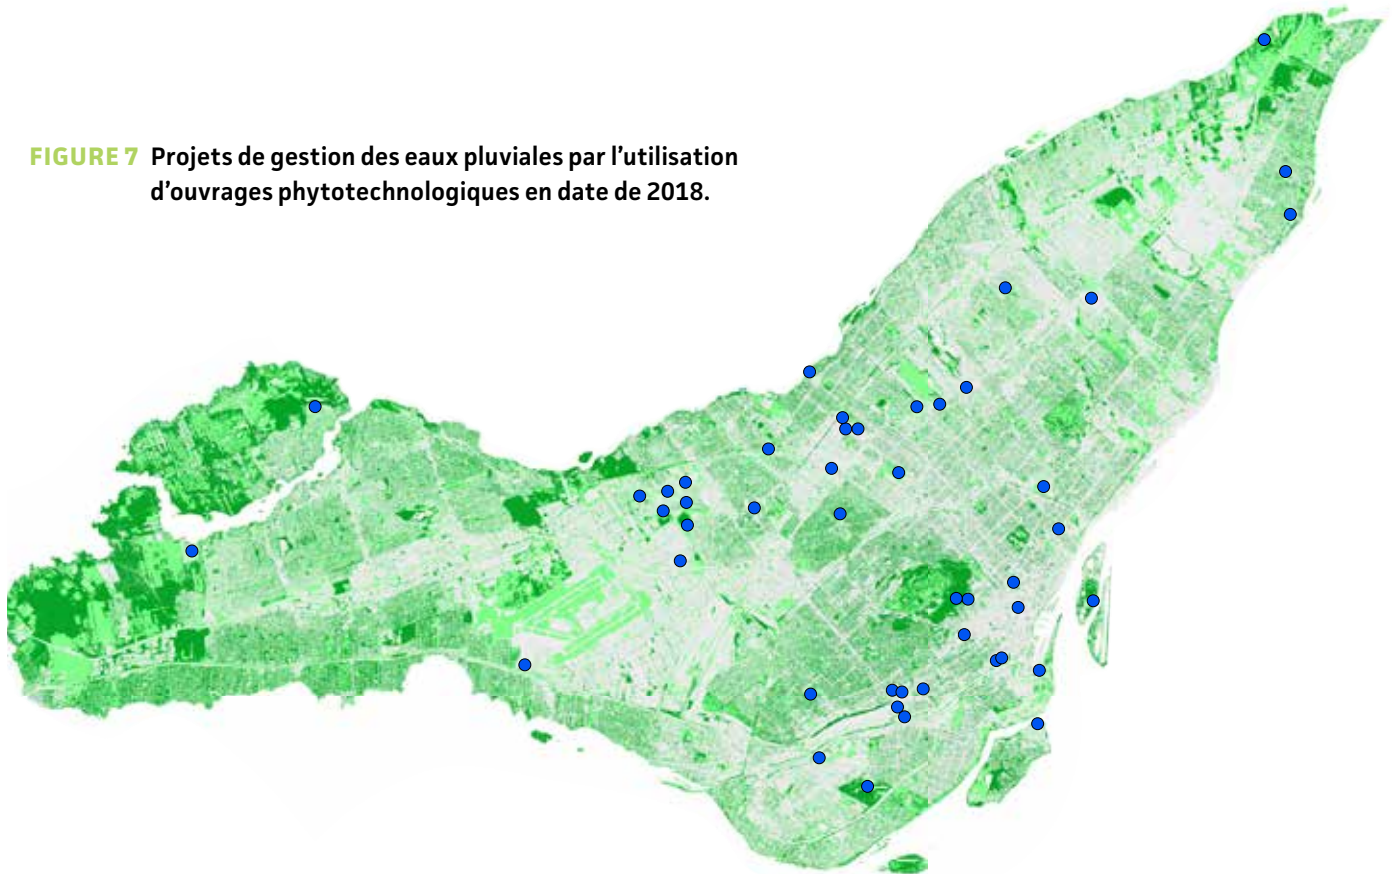 FIGURE 7 Projets de gestion des eaux pluviales par l’utilisation
d’ouvrages phytotechnologiques en date de 2018.